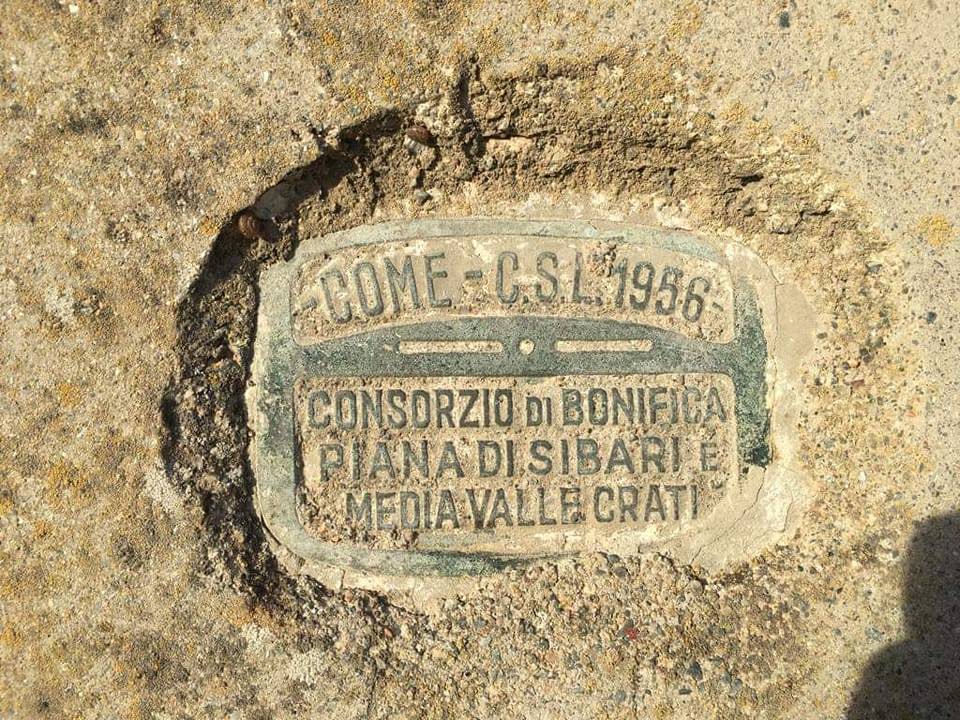 -COME-C.S.L. 1956-
CONSORZIO DI BONIFICA
PIANA DI SIBARI E
MEDIA VALLE CRATI